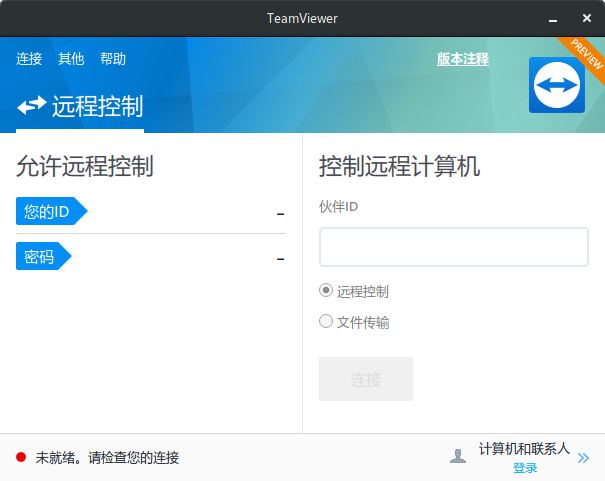 TeamViewer
连接 其他 帮助 版本注释
PREVIEW
远程控制
允许远程控制
您的ID –
密码 –
控制远程计算机
伙伴ID
远程控制
文件传输
连接
未就绪。请检查您的连接
计算机和联系人
登录